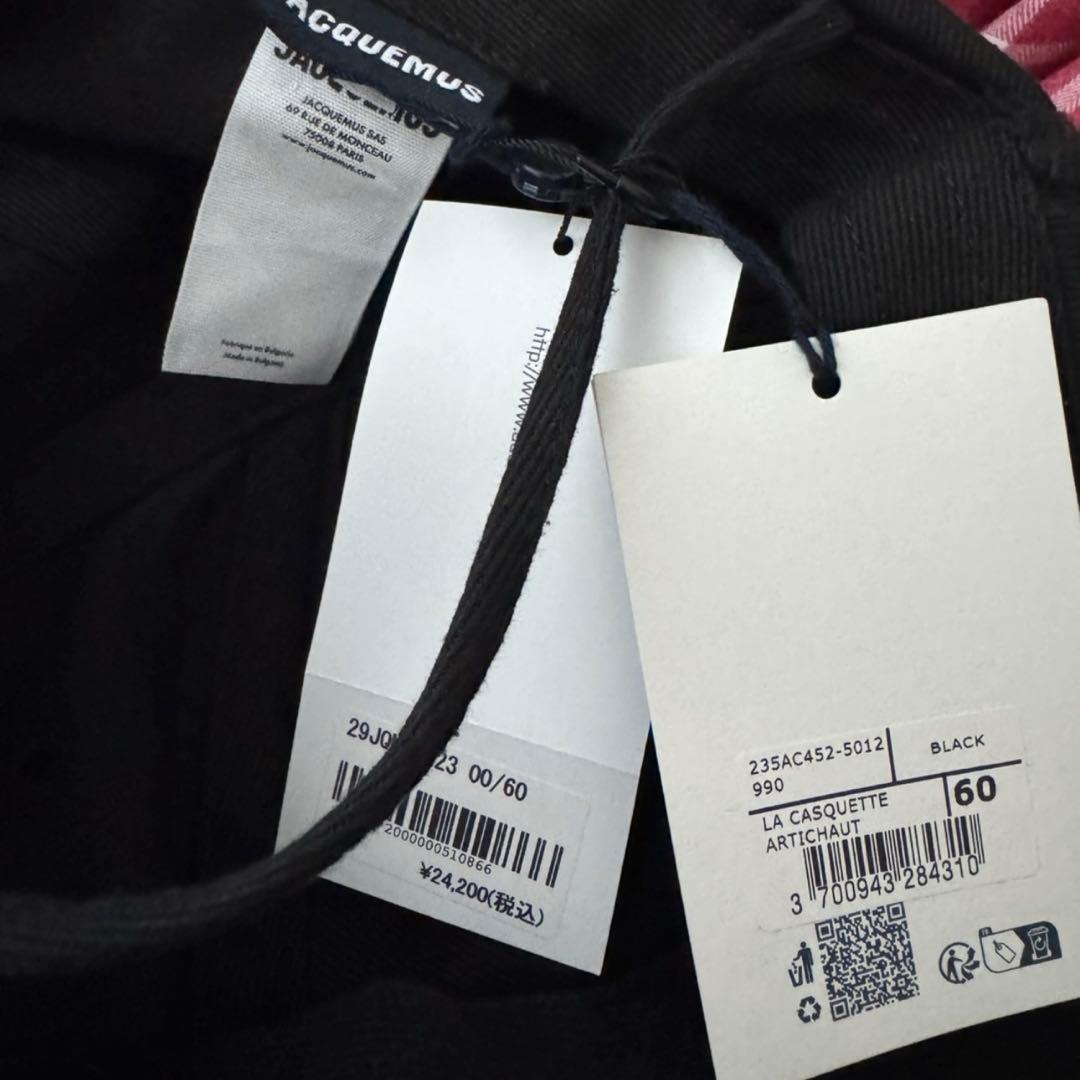 JACQUEMUS
JACQUEMUS SAS
69 RUE DE MONCEAU
75008 PARIS
www.jacquemus.com
Fabriqué en Bulgarie
Made in Bulgaria
http://www.
29JQ
23 00/60
2000000510866
¥24,200(税込)
235AC452-5012
990
BLACK
LA CASQUETTE
ARTICHAUT
60
3 700943 284310